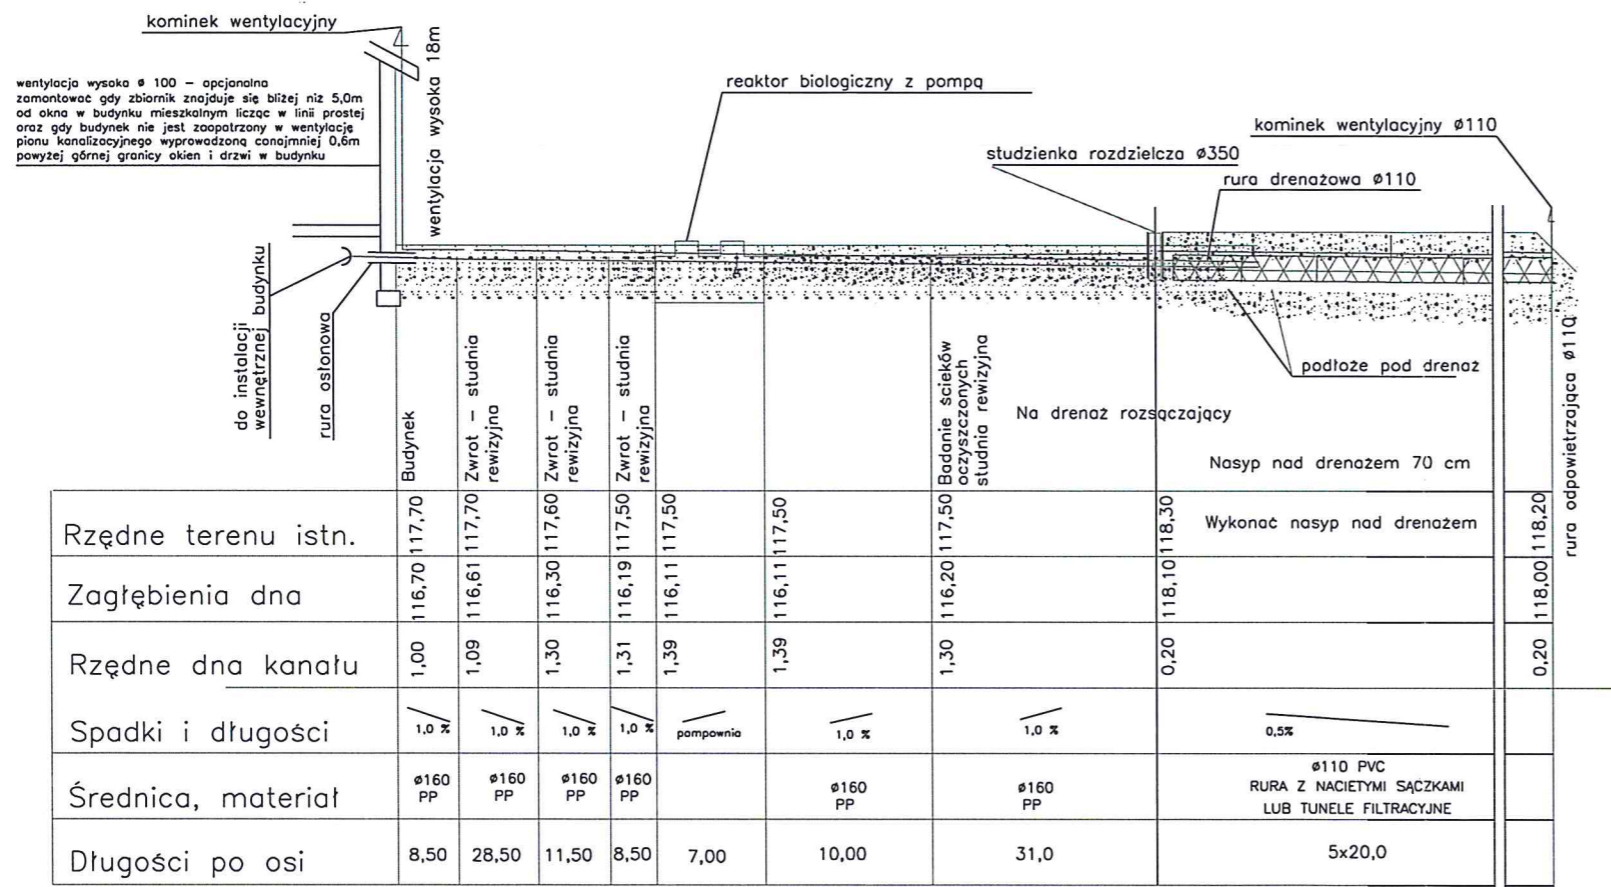 kominek wentylacyjny
wentylacja wysoka ø 100 – opcjonalna
zamontować gdy zbiornik znajduje się bliżej niż 5,0m
od okna w budynku mieszkalnym licząc w linii prostej
oraz gdy budynek nie jest zaopatrzony w wentylację
pionu kanalizacyjnego wyprowadzoną conajmniej 0,6m
powyżej górnej granicy okien i drzwi w budynku
wentylacja wysoka 18m
reaktor biologiczny z pompą
kominek wentylacyjny ø110
studzienka rozdzielcza ø350
rura drenażowa ø110
do instalacji
wewnętrznej budynku
rura osłonowa
Budynek
Zwrot – studnia
rewizyjna
Zwrot – studnia
rewizyjna
Zwrot – studnia
rewizyjna
Badanie ścieków
oczyszczonych
studnia rewizyjna
podłoże pod drenaż
Na drenaż rozsączający
Nasyp nad drenażem 70 cm
rura odpowietrzająca ø110
Rzędne terenu istn. 117,70 117,70 117,60 117,50 117,50 117,50 117,50 118,30 Wykonać nasyp nad drenażem 118,20
Zagłębienia dna 116,70 116,61 116,30 116,19 116,11 116,11 116,20 118,10 118,00
Rzędne dna kanału 1,00 1,09 1,30 1,31 1,39 1,39 1,30 0,20 0,20
Spadki i długości 1,0 % 1,0 % 1,0 % 1,0 % pompownia 1,0 % 1,0 % 0,5%
Średnica, materiał
ø160 PP
ø160 PP
ø160 PP
ø160 PP
ø160 PP
ø160 PP
ø110 PVC
RURA Z NACIETYMI SĄCZKAMI
LUB TUNELE FILTRACYJNE
Długości po osi 8,50 28,50 11,50 8,50 7,00 10,00 31,0 5x20,0